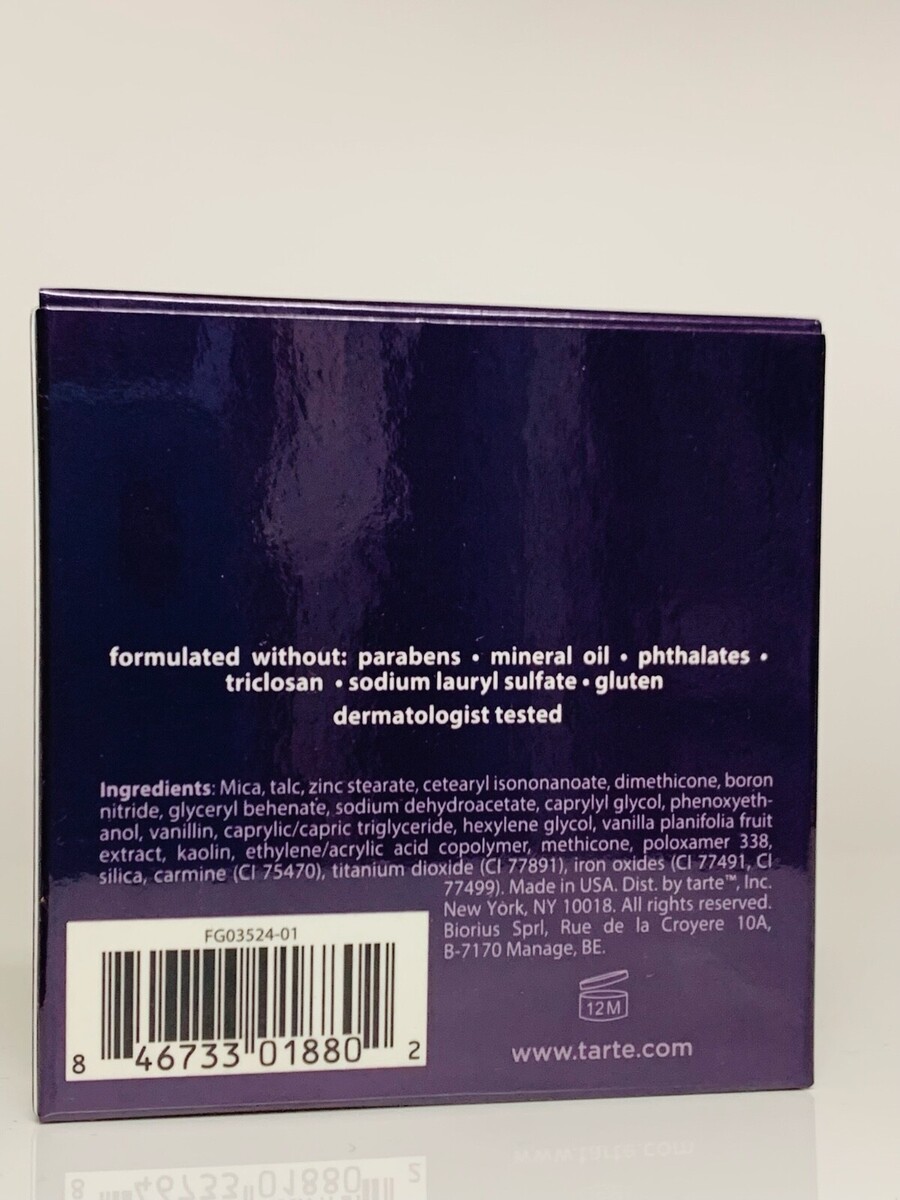 formulated without: parabens • mineral oil • phthalates •
triclosan • sodium lauryl sulfate • gluten
dermatologist tested
Ingredients: Mica, talc, zinc stearate, cetearyl isononanoate, dimethicone, boron
nitride, glyceryl behenate, sodium dehydroacetate, caprylyl glycol, phenoxyeth-
anol, vanillin, caprylic/capric triglyceride, hexylene glycol, vanilla planifolia fruit
extract, kaolin, ethylene/acrylic acid copolymer, methicone, poloxamer 338,
silica, carmine (CI 75470), titanium dioxide (CI 77891), iron oxides (CI 77491, CI
77499). Made in USA. Dist. by tarte™, Inc.
New York, NY 10018. All rights reserved.
Biorius Sprl, Rue de la Croyere 10A,
B-7170 Manage, BE.
FG03524-01
8 46733 01880 2
12M
www.tarte.com